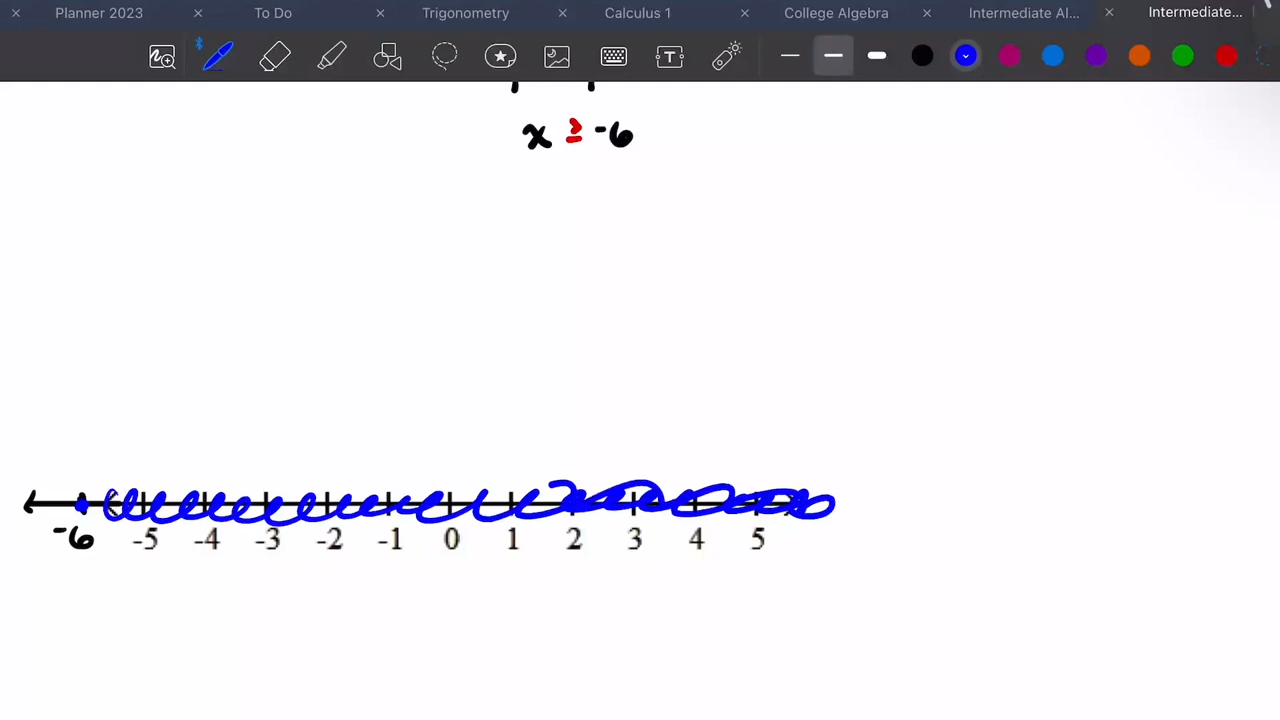 Planner 2023 To Do Trigonometry Calculus 1 College Algebra Intermediate Al... Intermediate...
x ≥ -6
-6 -5 -4 -3 -2 -1 0 1 2 3 4 5